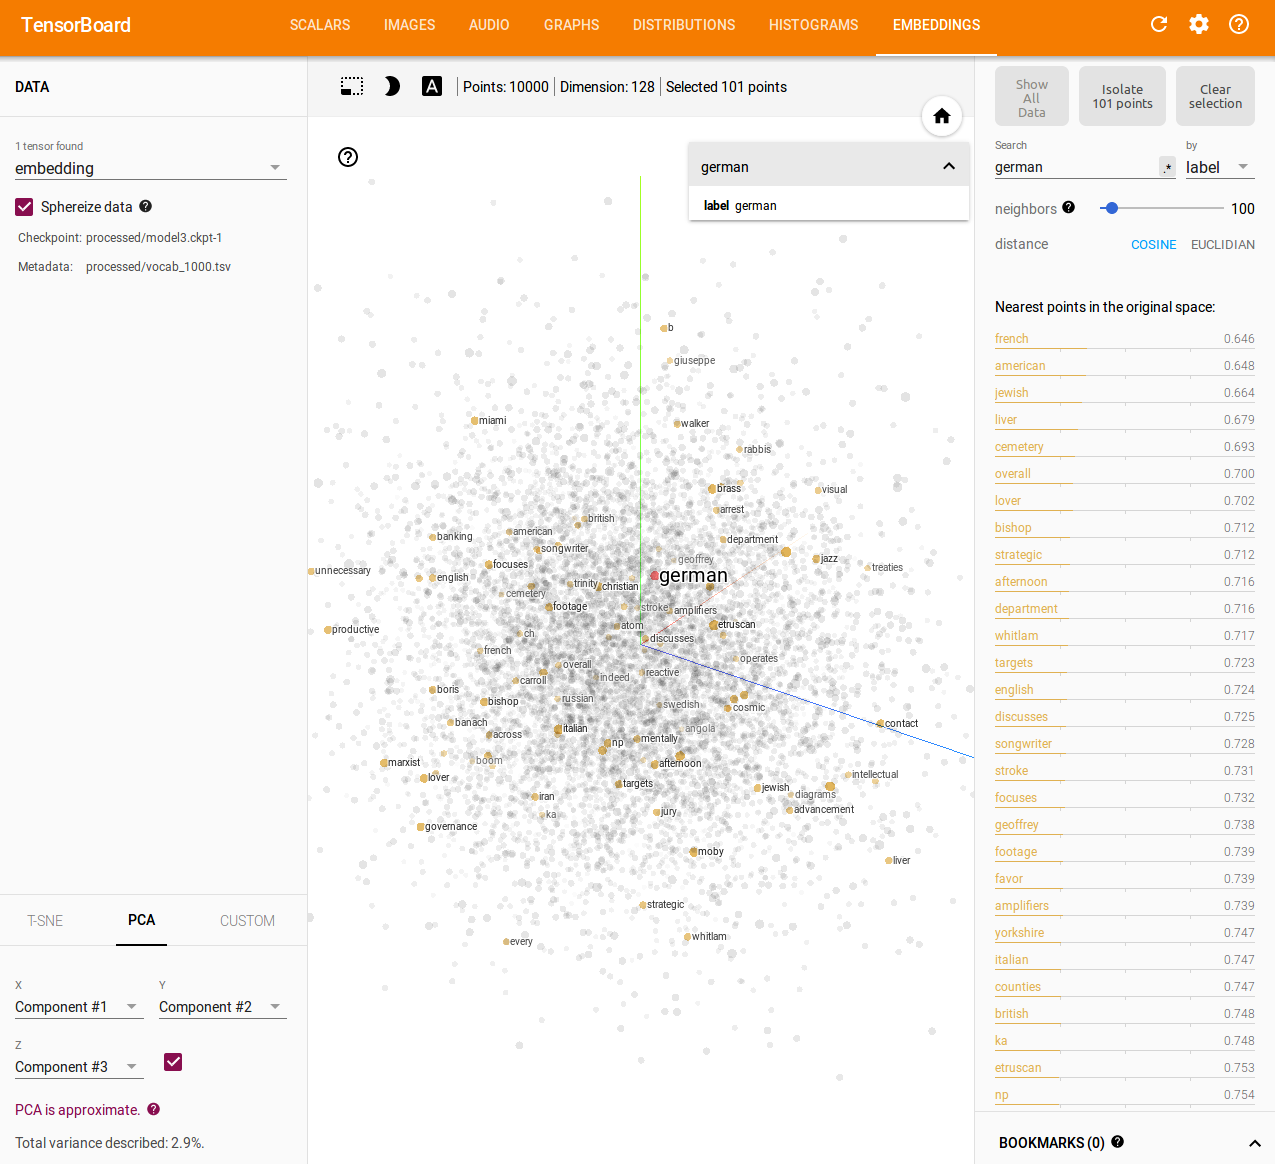 TensorBoard
SCALARS IMAGES AUDIO GRAPHS DISTRIBUTIONS HISTOGRAMS EMBEDDINGS
DATA
1 tensor found
embedding
Sphereize data
Checkpoint: processed/model3.ckpt-1
Metadata: processed/vocab_1000.tsv
T-SNE PCA CUSTOM
X Y
Component #1 Component #2
Z
Component #3
PCA is approximate.
Total variance described: 2.9%.
A Points: 10000 Dimension: 128 Selected 101 points
german
label german
b
giuseppe
miami
walker
rabbis
brass
visual
arrest
british
american
banking
department
songwriter
geoffrey
jazz
focuses
treaties
unnecessary
german
english
trinity
christian
cemetery
footage
stroke
amplifiers
atom
etruscan
productive
ch
discusses
french
operates
overall
reactive
indeed
carroll
boris
russian
bishop
swedish
cosmic
banach
contact
italian
angola
across
np
mentally
boom
marxist
afternoon
intellectual
lover
targets
jewish
diagrams
iran
advancement
ka
jury
governance
moby
liver
strategic
whitlam
every
Show All Data
Isolate 101 points
Clear selection
Search by
german .* label
neighbors 100
distance COSINE EUCLIDIAN
Nearest points in the original space:
french 0.646
american 0.648
jewish 0.664
liver 0.679
cemetery 0.693
overall 0.700
lover 0.702
bishop 0.712
strategic 0.712
afternoon 0.716
department 0.716
whitlam 0.717
targets 0.723
english 0.724
discusses 0.725
songwriter 0.728
stroke 0.731
focuses 0.732
geoffrey 0.738
footage 0.739
favor 0.739
amplifiers 0.739
yorkshire 0.747
italian 0.747
counties 0.747
british 0.748
ka 0.748
etruscan 0.753
np 0.754
BOOKMARKS (0)